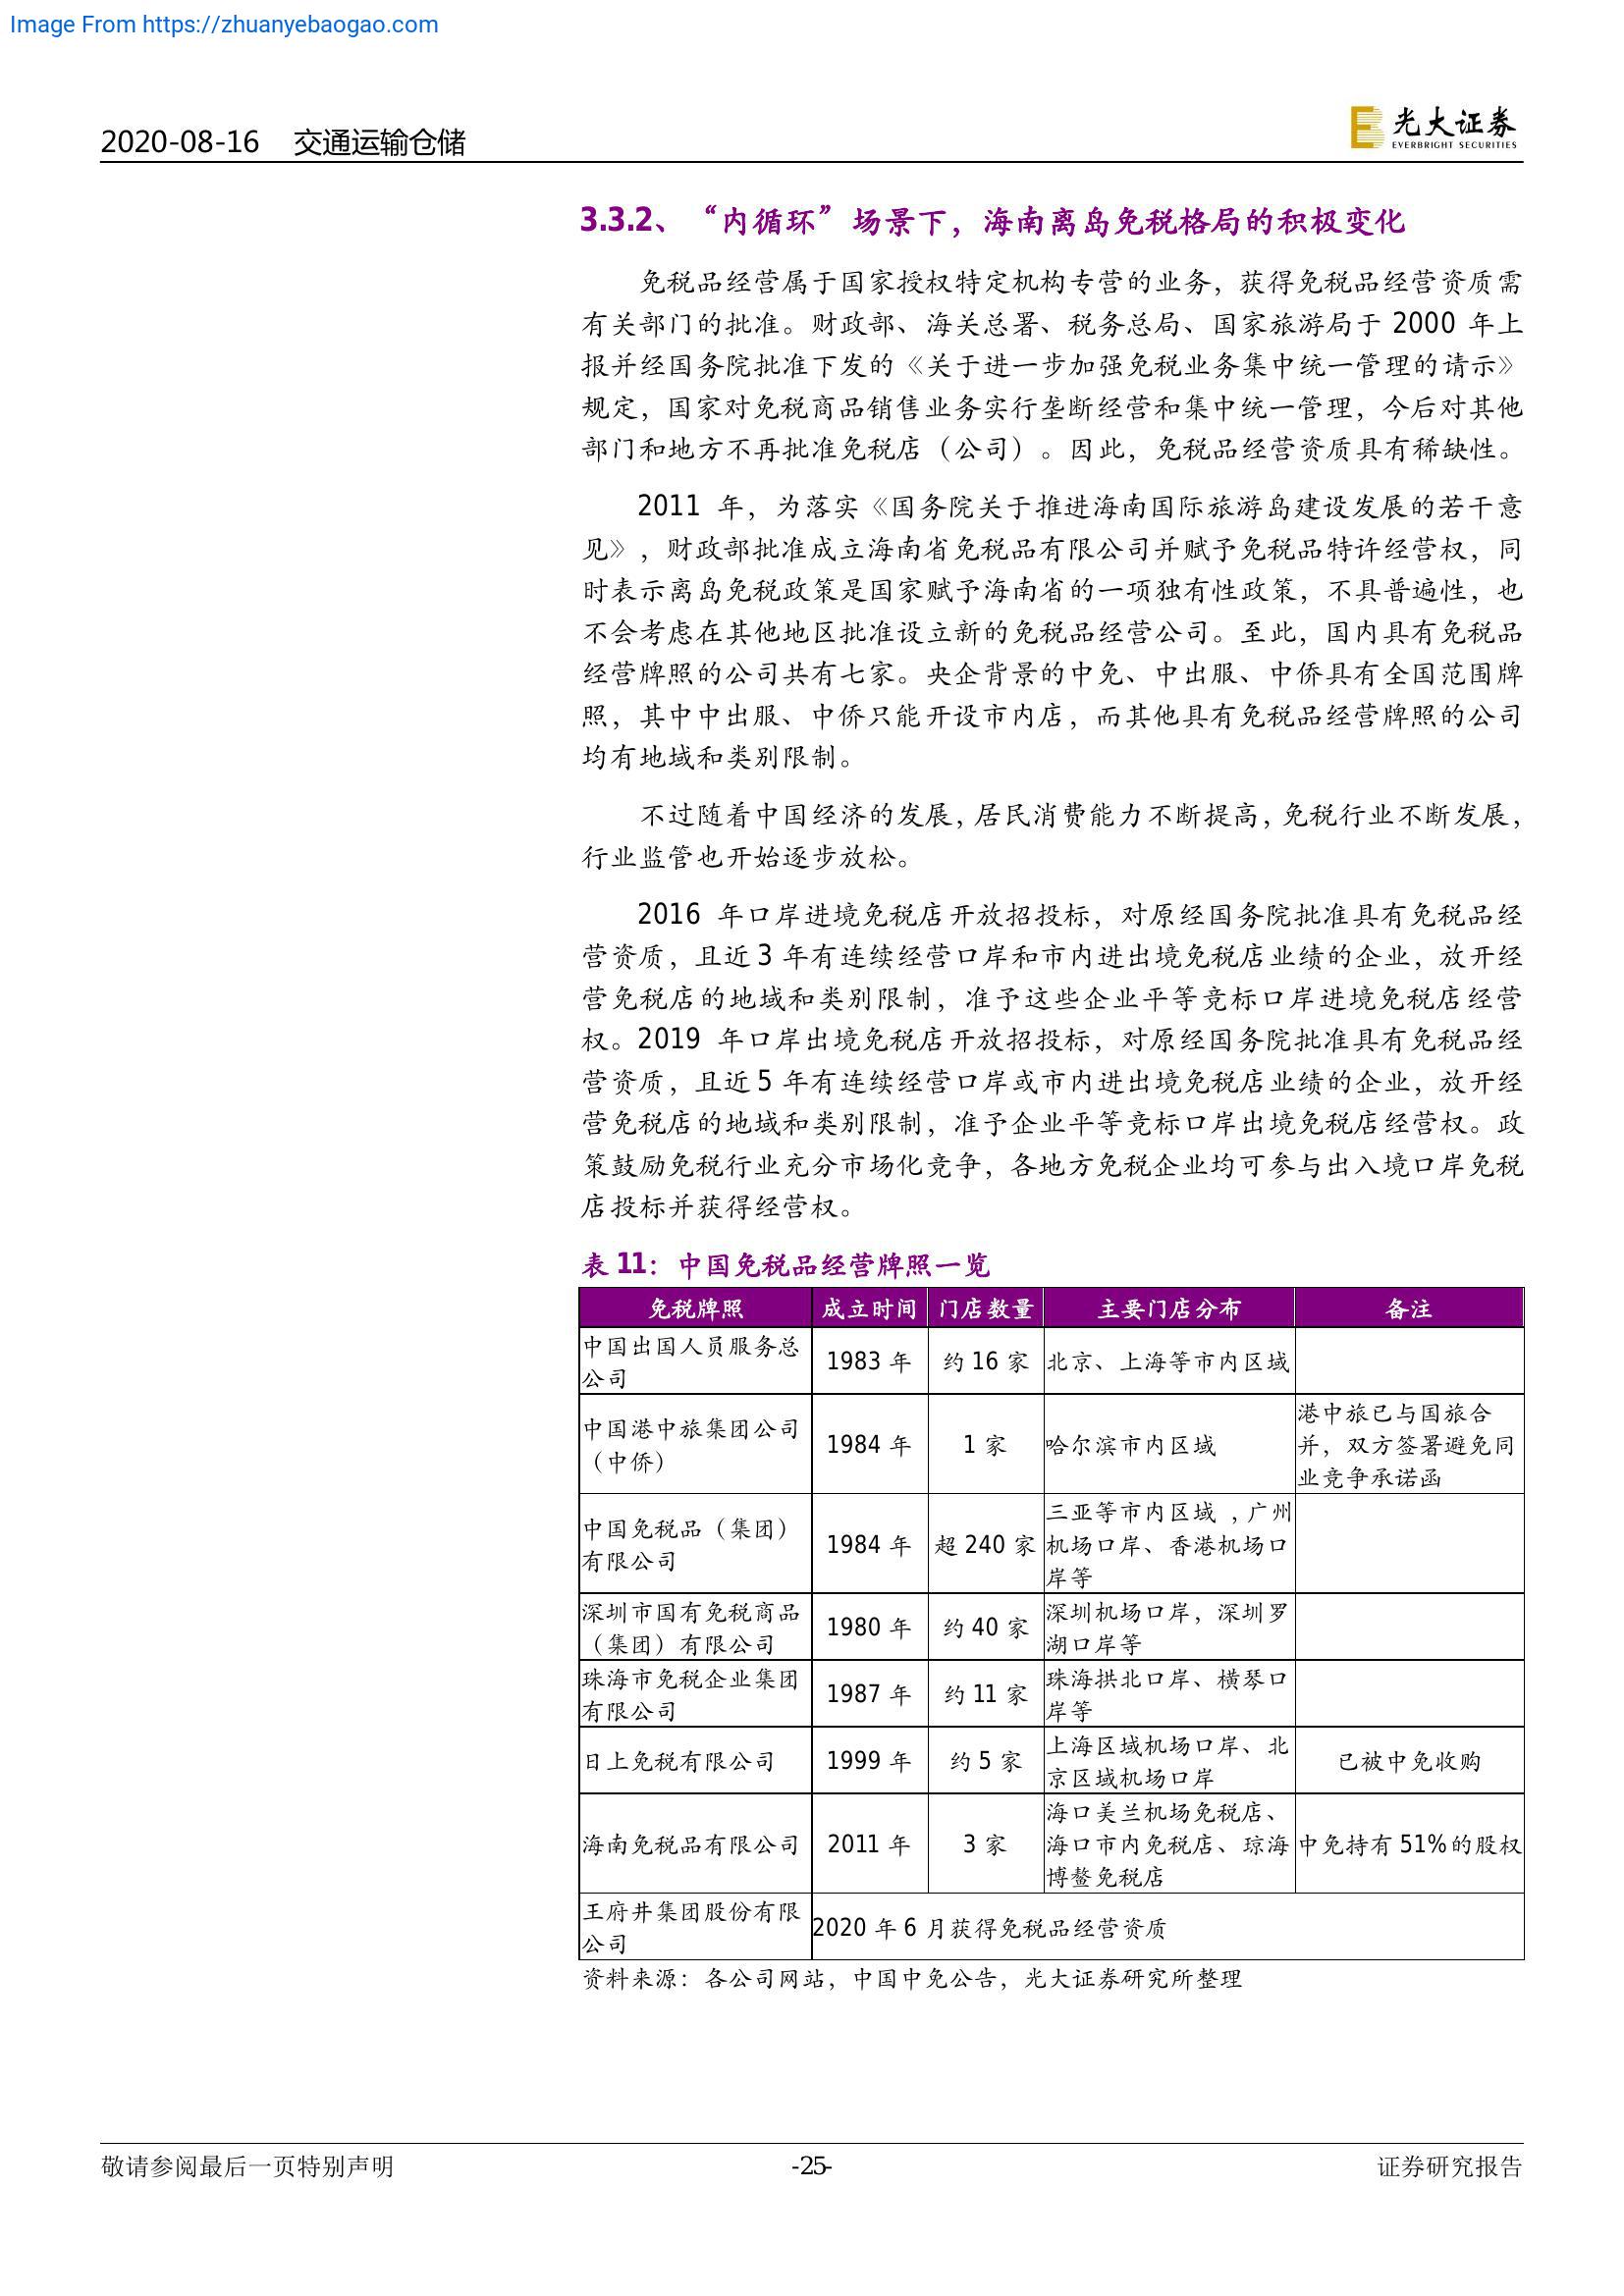 Image From https://zhuanyebaogao.com
2020-08-16 交通运输仓储
光大证券
EVERBRIGHT SECURITIES
3.3.2、“内循环”场景下，海南离岛免税格局的积极变化
免税品经营属于国家授权特定机构专营的业务，获得免税品经营资质需
有关部门的批准。财政部、海关总署、税务总局、国家旅游局于 2000 年上
报并经国务院批准下发的《关于进一步加强免税业务集中统一管理的请示》
规定，国家对免税商品销售业务实行垄断经营和集中统一管理，今后对其他
部门和地方不再批准免税店（公司）。因此，免税品经营资质具有稀缺性。
2011 年，为落实《国务院关于推进海南国际旅游岛建设发展的若干意
见》，财政部批准成立海南省免税品有限公司并赋予免税品特许经营权，同
时表示离岛免税政策是国家赋予海南省的一项独有性政策，不具普遍性，也
不会考虑在其他地区批准设立新的免税品经营公司。至此，国内具有免税品
经营牌照的公司共有七家。央企背景的中免、中出服、中侨具有全国范围牌
照，其中中出服、中侨只能开设市内店，而其他具有免税品经营牌照的公司
均有地域和类别限制。
不过随着中国经济的发展，居民消费能力不断提高，免税行业不断发展，
行业监管也开始逐步放松。
2016 年口岸进境免税店开放招投标，对原经国务院批准具有免税品经
营资质，且近 3 年有连续经营口岸和市内进出境免税店业绩的企业，放开经
营免税店的地域和类别限制，准予这些企业平等竞标口岸进境免税店经营
权。2019 年口岸出境免税店开放招投标，对原经国务院批准具有免税品经
营资质，且近 5 年有连续经营口岸或市内进出境免税店业绩的企业，放开经
营免税店的地域和类别限制，准予企业平等竞标口岸出境免税店经营权。政
策鼓励免税行业充分市场化竞争，各地方免税企业均可参与出入境口岸免税
店投标并获得经营权。
表 11：中国免税品经营牌照一览
免税牌照 成立时间 门店数量 主要门店分布 备注
中国出国人员服务总
公司
1983 年 约 16 家 北京、上海等市内区域
中国港中旅集团公司
（中侨）
1984 年 1 家 哈尔滨市内区域
港中旅已与国旅合
并，双方签署避免同
业竞争承诺函
中国免税品（集团）
有限公司
1984 年 超 240 家
三亚等市内区域 ，广州
机场口岸、香港机场口
岸等
深圳市国有免税商品
（集团）有限公司
1980 年 约 40 家
深圳机场口岸，深圳罗
湖口岸等
珠海市免税企业集团
有限公司
1987 年 约 11 家
珠海拱北口岸、横琴口
岸等
日上免税有限公司 1999 年 约 5 家
上海区域机场口岸、北
京区域机场口岸
已被中免收购
海南免税品有限公司 2011 年 3 家
海口美兰机场免税店、
海口市内免税店、琼海
博鳌免税店
中免持有 51%的股权
王府井集团股份有限
公司
2020 年 6 月获得免税品经营资质
资料来源：各公司网站，中国中免公告，光大证券研究所整理
敬请参阅最后一页特别声明 -25- 证券研究报告